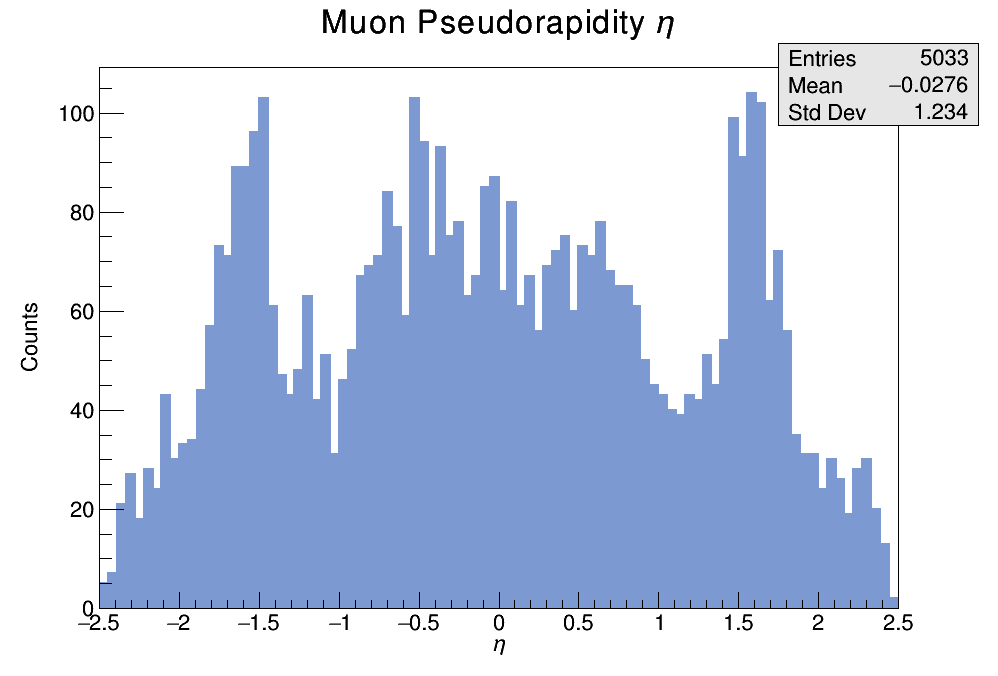 Muon Pseudorapidity η
Entries 5033
Mean −0.0276
Std Dev 1.234
Counts
100
80
60
40
20
0
−2.5 −2 −1.5 −1 −0.5 0 0.5 1 1.5 2 2.5
η